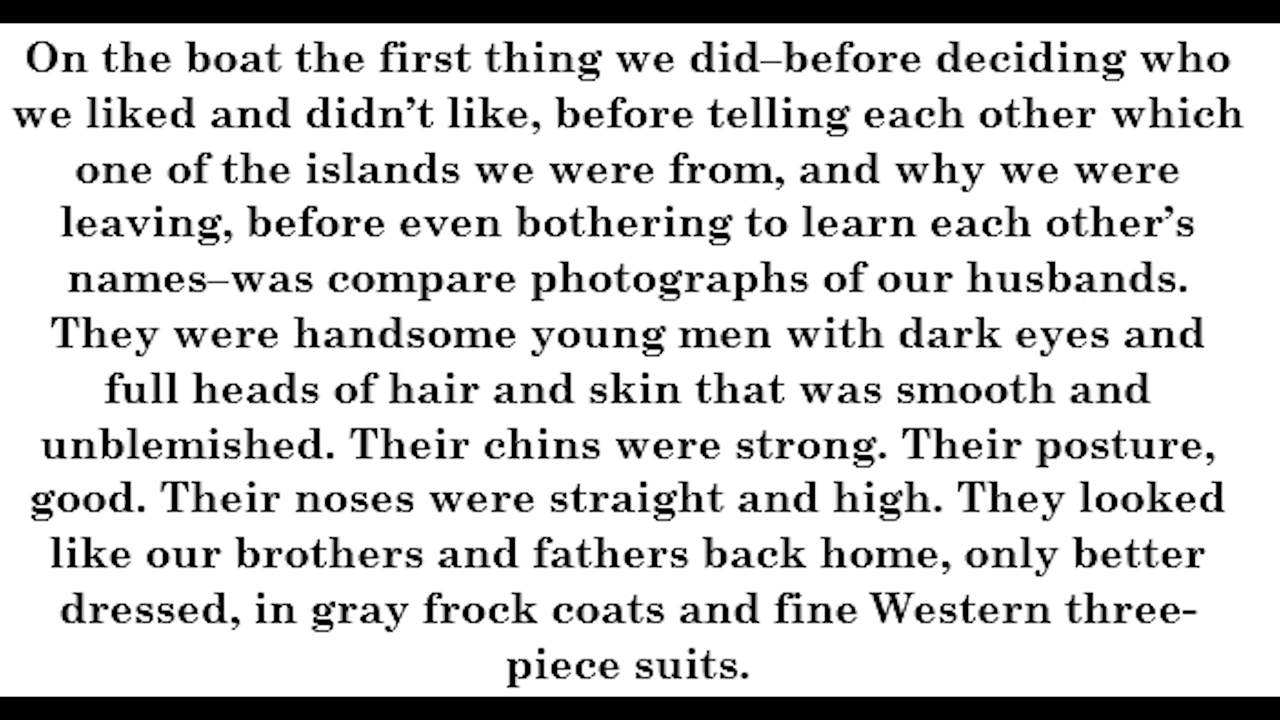 On the boat the first thing we did–before deciding who
we liked and didn’t like, before telling each other which
one of the islands we were from, and why we were
leaving, before even bothering to learn each other’s
names–was compare photographs of our husbands.
They were handsome young men with dark eyes and
full heads of hair and skin that was smooth and
unblemished. Their chins were strong. Their posture,
good. Their noses were straight and high. They looked
like our brothers and fathers back home, only better
dressed, in gray frock coats and fine Western three-
piece suits.